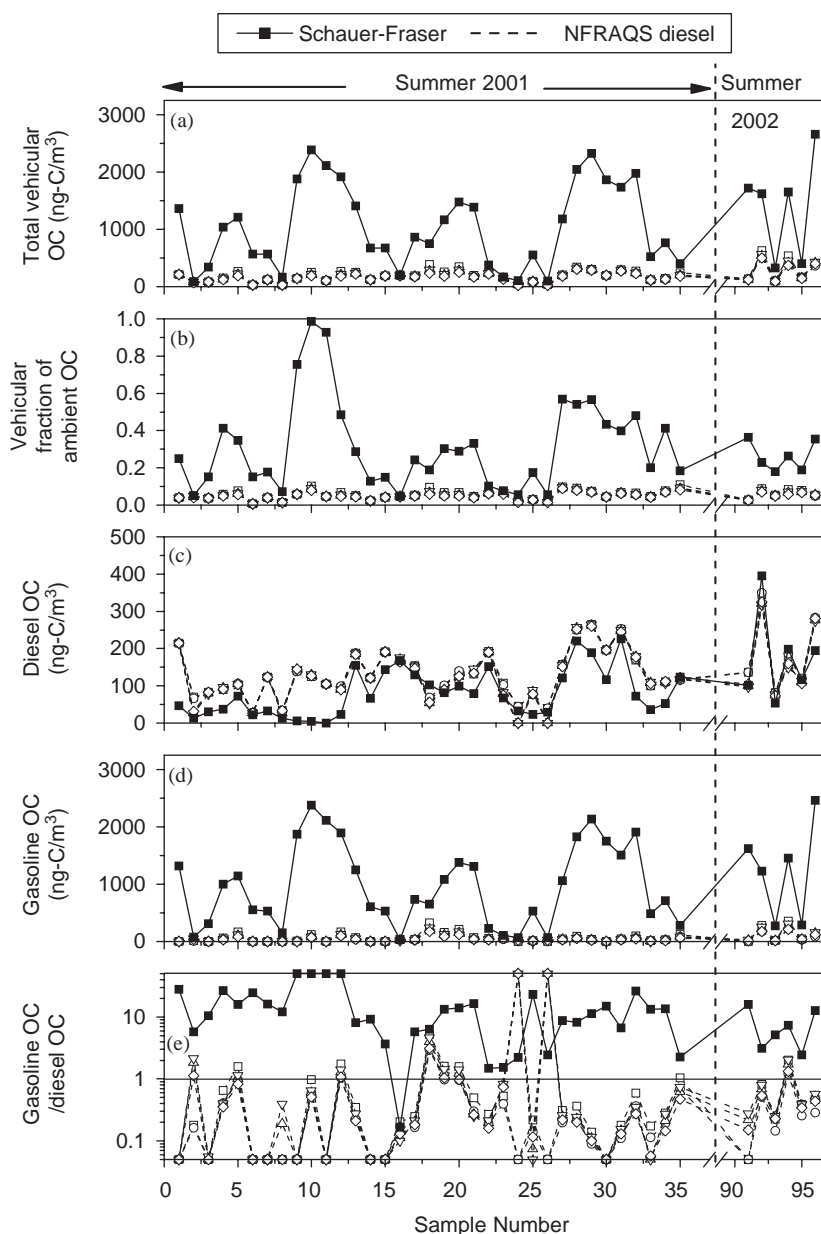 Schauer-Fraser
NFRAQS diesel
Summer 2001
Summer
2002
(a)
Total vehicular
OC (ng-C/m³)
3000
2000
1000
0
(b)
Vehicular
fraction of
ambient OC
1.0
0.8
0.6
0.4
0.2
0.0
(c)
Diesel OC
(ng-C/m³)
500
400
300
200
100
0
(d)
Gasoline OC
(ng-C/m³)
3000
2000
1000
0
(e)
Gasoline OC
/diesel OC
10
1
0.1
0 5 10 15 20 25 30 35 90 95
Sample Number